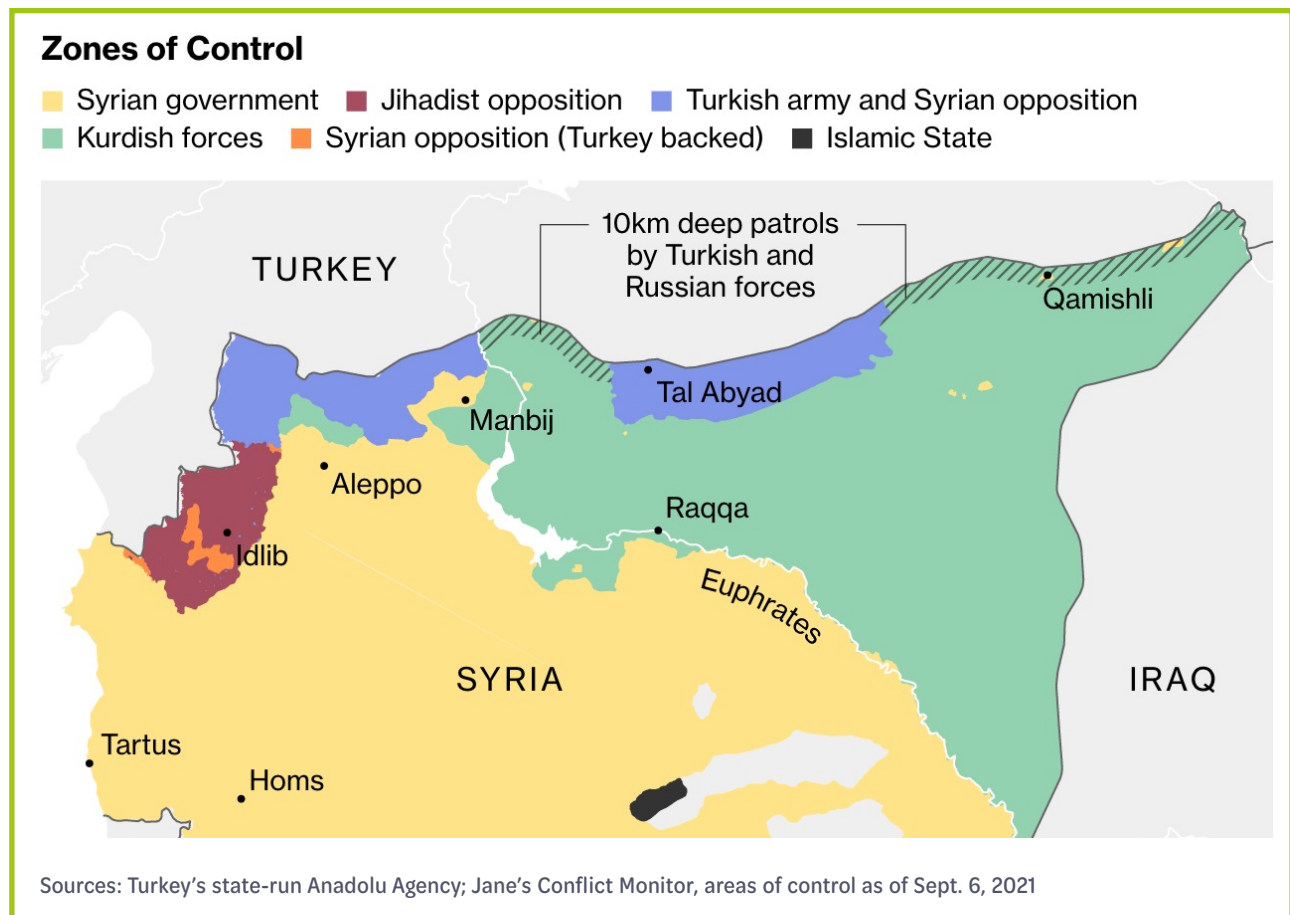 Zones of Control
Syrian government
Jihadist opposition
Turkish army and Syrian opposition
Kurdish forces
Syrian opposition (Turkey backed)
Islamic State
10km deep patrols
by Turkish and
Russian forces
TURKEY
Qamishli
Tal Abyad
Manbij
Aleppo
Raqqa
Idlib
Euphrates
SYRIA
IRAQ
Tartus
Homs
Sources: Turkey’s state-run Anadolu Agency; Jane’s Conflict Monitor, areas of control as of Sept. 6, 2021